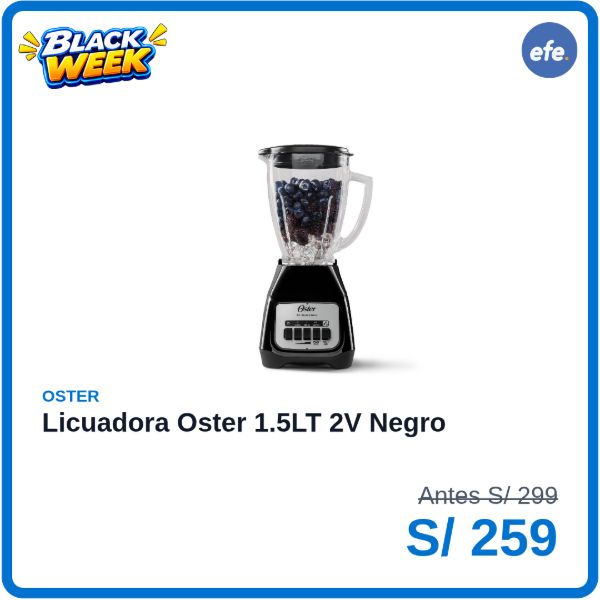 BLACK
WEEK
efe.
Oster
OSTER
Licuadora Oster 1.5LT 2V Negro
Antes S/ 299
S/ 259